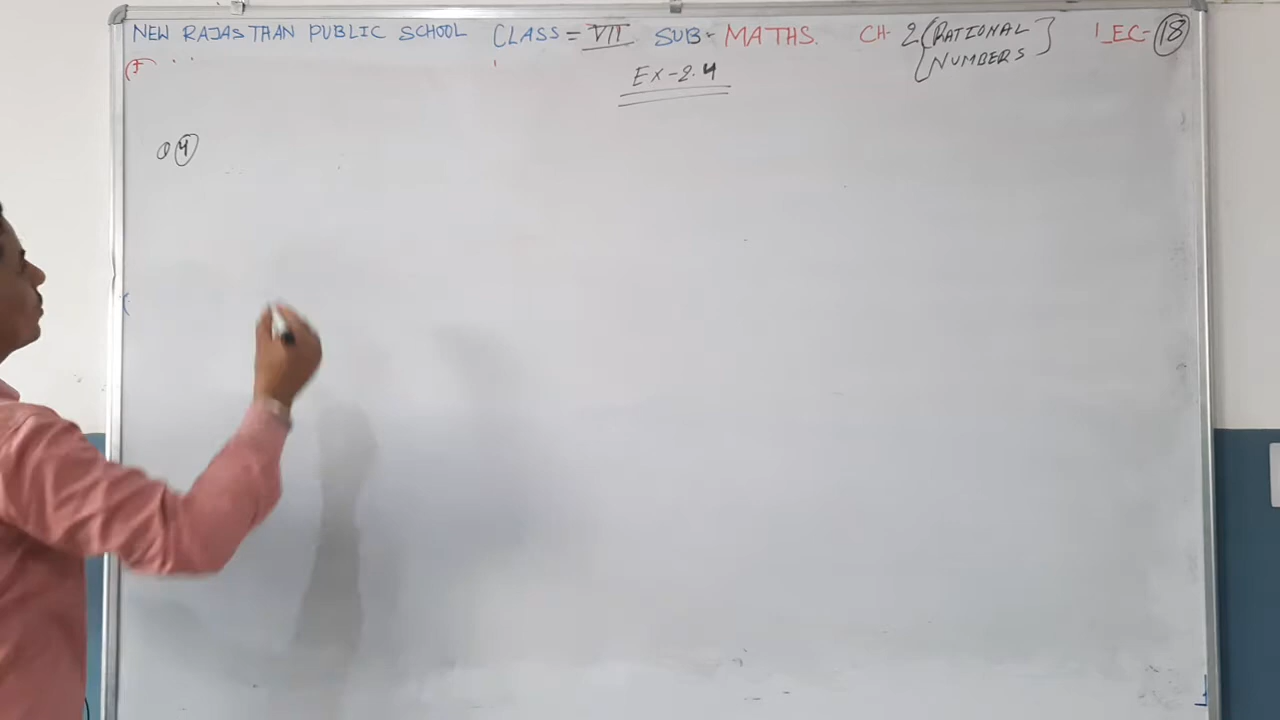 NEW RAJASTHAN PUBLIC SCHOOL CLASS = VII SUB- MATHS. CH- 2 [RATIONAL NUMBERS] LEC- 18
Ex-2.4
Q 4